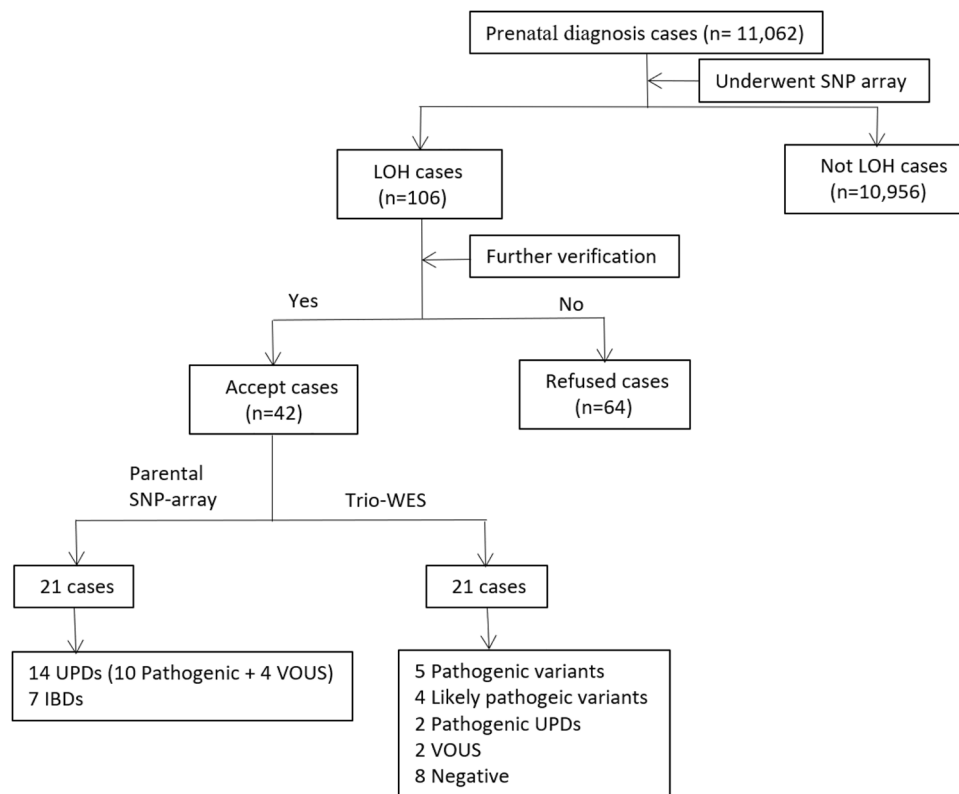 Prenatal diagnosis cases (n= 11,062)
Underwent SNP array
LOH cases
(n=106)
Not LOH cases
(n=10,956)
Further verification
Yes
No
Accept cases
(n=42)
Refused cases
(n=64)
Parental
SNP-array
Trio-WES
21 cases
21 cases
14 UPDs (10 Pathogenic + 4 VOUS)
7 IBDs
5 Pathogenic variants
4 Likely pathogeic variants
2 Pathogenic UPDs
2 VOUS
8 Negative